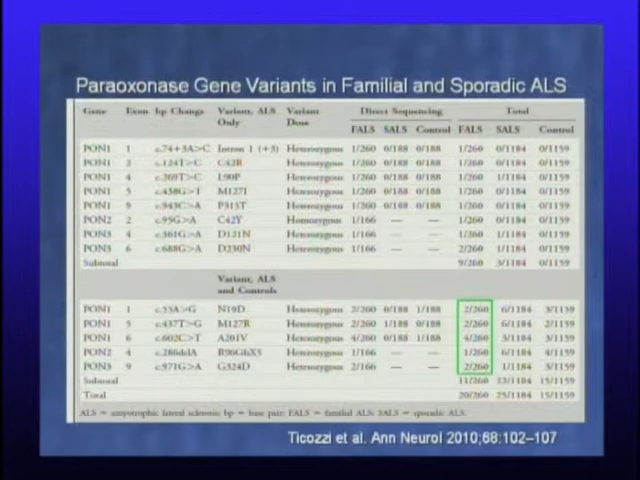 Paraoxonase Gene Variants in Familial and Sporadic ALS
Gene Exon bp Change Variant, ALS Only Variant Dose Direct Sequencing Total
FALS SALS Control FALS SALS Control
PON1 1 c.74+3A>C Intron 1 (+3) Heterozygous 1/260 0/188 0/188 1/260 0/1184 0/1159
PON1 2 c.124T>C C42R Heterozygous 1/260 0/188 0/188 1/260 0/1184 0/1159
PON1 4 c.269T>C L90P Heterozygous 1/260 0/188 0/188 1/260 0/1184 0/1159
PON1 5 c.438G>T M127I Heterozygous 1/260 0/188 0/188 1/260 0/1184 0/1159
PON1 9 c.943C>A P315T Heterozygous 1/260 0/188 0/188 1/260 0/1184 0/1159
PON2 2 c.95G>A C42Y Homozygous 1/166 — — 1/260 0/1184 0/1159
PON3 4 c.361G>A D121N Heterozygous 1/166 — — 1/260 1/1184 0/1159
PON3 6 c.688G>A D230N Heterozygous 1/166 — — 2/260 1/1184 0/1159
Subtotal 9/260 3/1184 0/1159
Variant, ALS and Controls
PON1 1 N19D Heterozygous 2/260 0/188 1/188 2/260 6/1184 3/1159
PON1 5 c.437T>G M127R Heterozygous 2/260 1/188 0/188 2/260 6/1184 2/1159
PON1 6 c.602C>T A201V Heterozygous 4/260 0/188 1/188 4/260 3/1184 3/1159
PON2 4 c.286delA Heterozygous 1/166 — — 1/260 6/1184 4/1159
PON3 9 c.971G>A G324D Heterozygous 2/166 — — 2/260 1/1184 3/1159
Subtotal 11/260 22/1184 15/1159
Total 20/260 25/1184 15/1159
ALS = amyotrophic lateral sclerosis; bp = base pair; FALS = familial ALS; SALS = sporadic ALS.
Ticozzi et al. Ann Neurol 2010;68:102–107